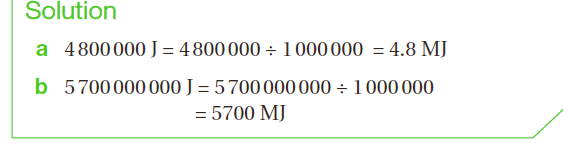 Solution
a 4 800 000 J = 4 800 000 ÷ 1 000 000 = 4.8 MJ
b 5 700 000 000 J = 5 700 000 000 ÷ 1 000 000
= 5700 MJ